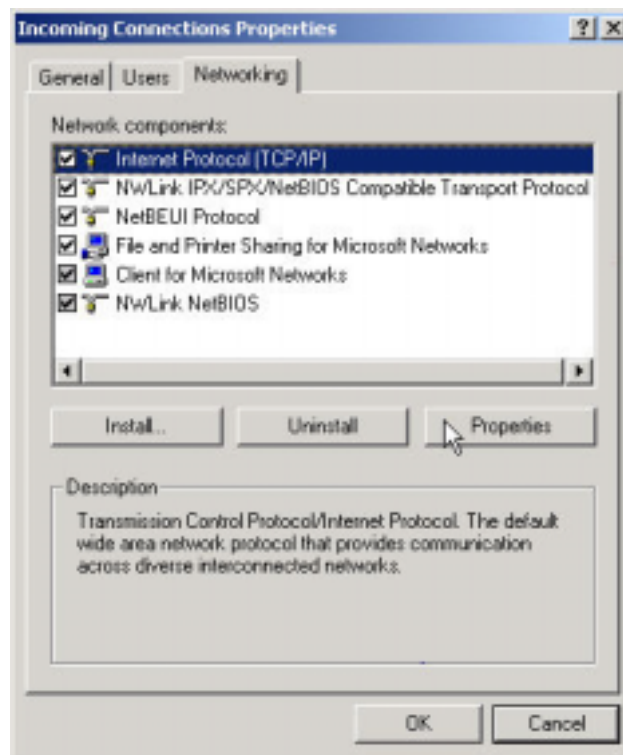 Incoming Connections Properties
General Users Networking
Network components:
Internet Protocol (TCP/IP)
NWLink IPX/SPX/NetBIOS Compatible Transport Protocol
NetBEUI Protocol
File and Printer Sharing for Microsoft Networks
Client for Microsoft Networks
NWLink NetBIOS
Install... Uninstall Properties
Description
Transmission Control Protocol/Internet Protocol. The default
wide area network protocol that provides communication
across diverse interconnected networks.
OK Cancel